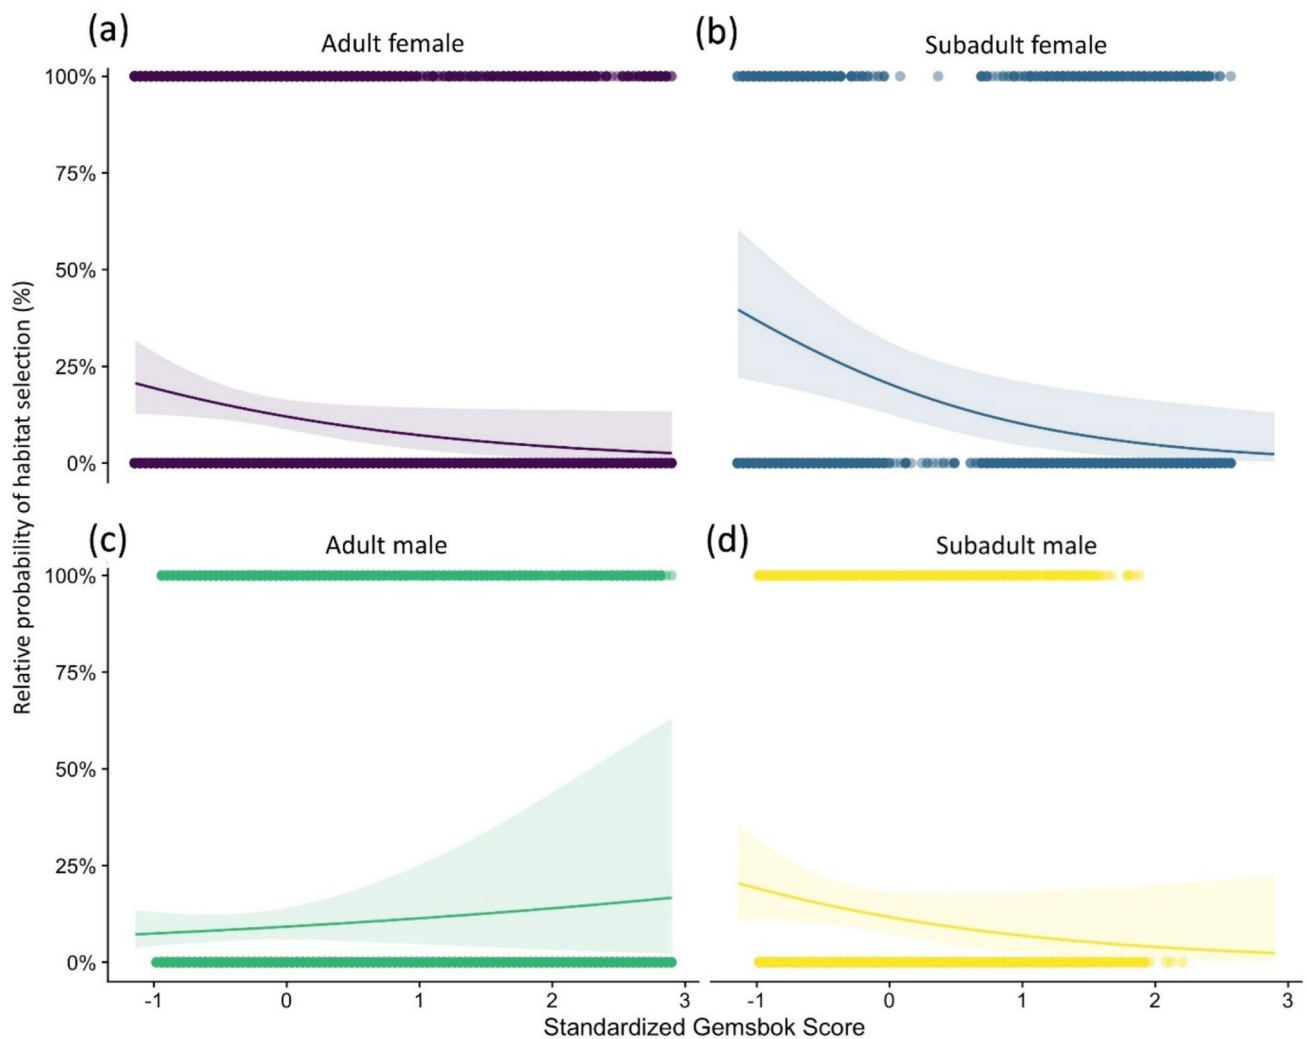 (a)
Adult female
(b)
Subadult female
100%
75%
50%
25%
0%
Relative probability of habitat selection (%)
(c)
Adult male
(d)
Subadult male
100%
75%
50%
25%
0%
-1 0 1 2 3 -1 0 1 2 3
Standardized Gemsbok Score